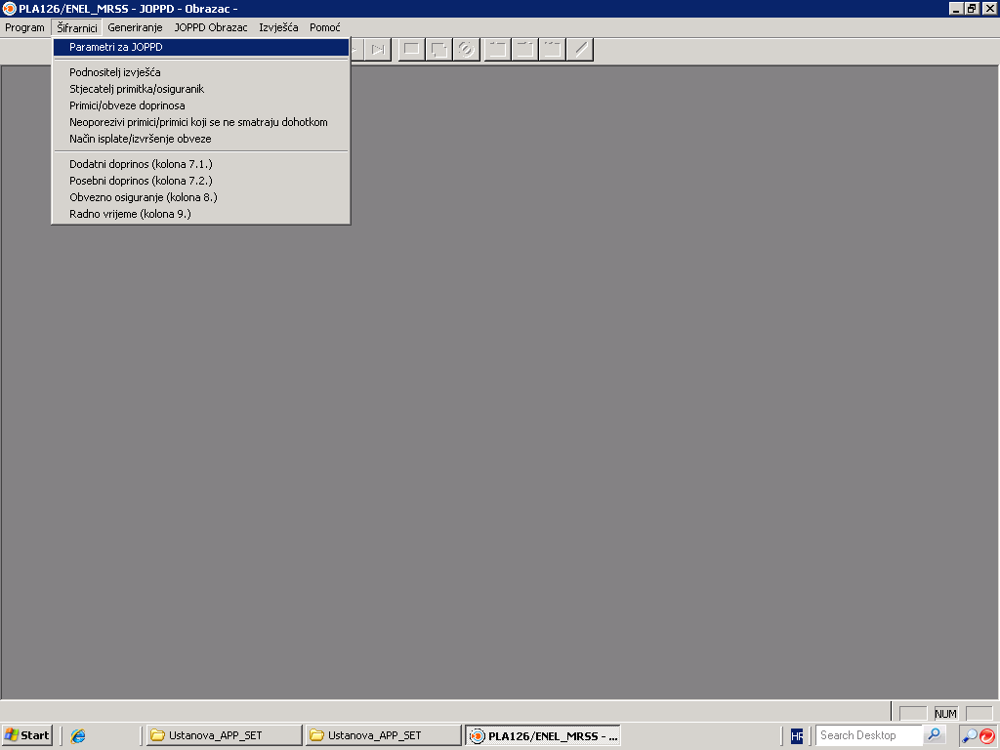 PLA126/ENEL_MRSS - JOPPD - Obrazac -
Program Šifrarnici Generiranje JOPPD Obrazac Izvješća Pomoć
Parametri za JOPPD
Podnositelj izvješća
Stjecatelj primitka/osiguranik
Primici/obveze doprinosa
Neoporezivi primici/primici koji se ne smatraju dohotkom
Način isplate/izvršenje obveze
Dodatni doprinos (kolona 7.1.)
Posebni doprinos (kolona 7.2.)
Obvezno osiguranje (kolona 8.)
Radno vrijeme (kolona 9.)
NUM
Start Ustanova_APP_SET Ustanova_APP_SET PLA126/ENEL_MRSS - ... HR Search Desktop